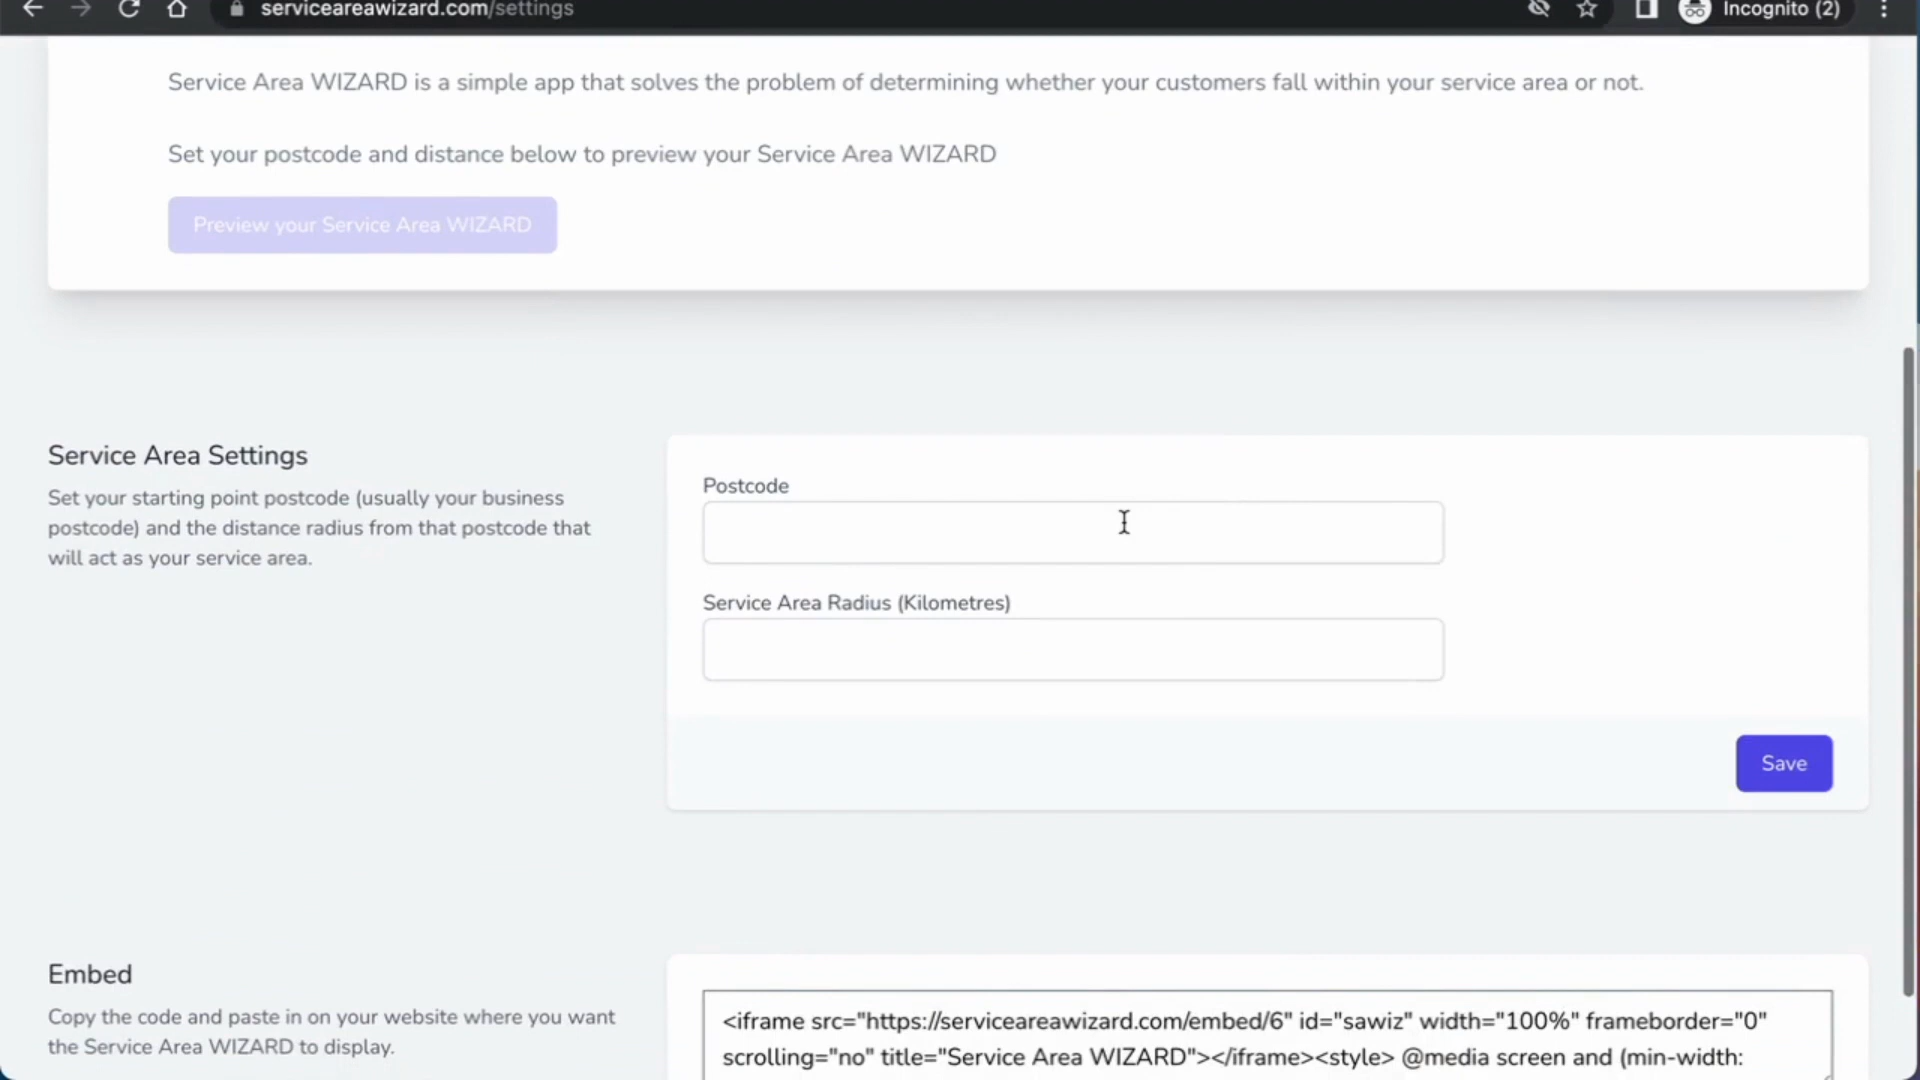 serviceareawizard.com/settings
Incognito (2)
Service Area WIZARD is a simple app that solves the problem of determining whether your customers fall within your service area or not.
Set your postcode and distance below to preview your Service Area WIZARD
Preview your Service Area WIZARD
Service Area Settings
Set your starting point postcode (usually your business
postcode) and the distance radius from that postcode that
will act as your service area.
Postcode
Service Area Radius (Kilometres)
Save
Embed
Copy the code and paste in on your website where you want
the Service Area WIZARD to display.
<iframe src="https://serviceareawizard.com/embed/6" id="sawiz" width="100%" frameborder="0"
scrolling="no" title="Service Area WIZARD"></iframe><style> @media screen and (min-width: